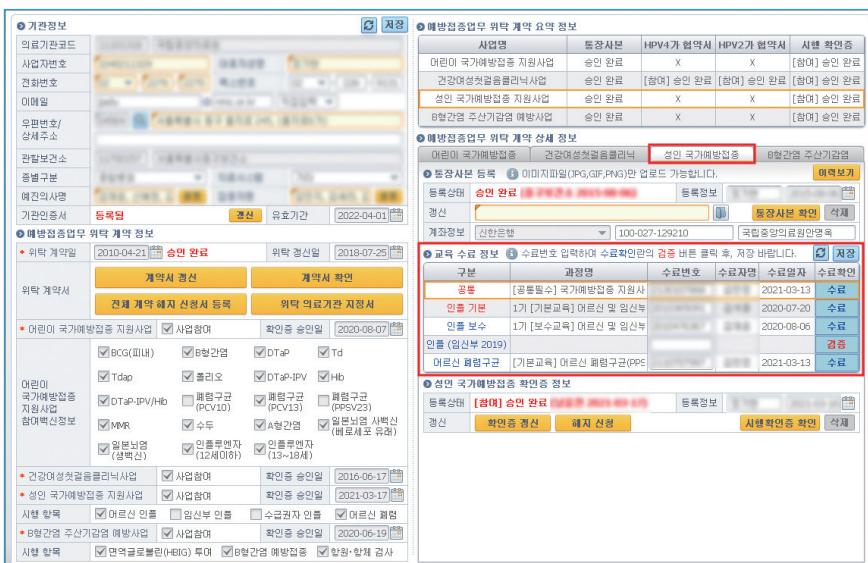 기관정보
저장
의료기관코드
사업자번호
대표자성명
전화번호
팩스번호
이메일
@
직접입력
우편번호/
상세주소
관할보건소
종별구분
예진의사명
기관인증서 등록됨 갱신 유효기간 2022-04-01
예방접종업무 위탁 계약 정보
* 위탁 계약일 2010-04-21 승인 완료 위탁 갱신일 2018-07-25
위탁 계약서
계약서 갱신 계약서 확인
전체 계약 해지 신청서 등록 위탁 의료기관 지정서
* 어린이 국가예방접종 지원사업 사업참여 확인증 승인일 2020-08-07
어린이
국가예방접종
지원사업
참여백신정보
BCG(피내) B형간염 DTaP Td
Tdap 폴리오 DTaP-IPV Hib
DTaP-IPV/Hib 폐렴구균 (PCV10) 폐렴구균 (PCV13) 폐렴구균 (PPSV23)
MMR 수두 A형간염 일본뇌염 사백신 (베로세포 유래)
일본뇌염 (생백신) 인플루엔자 (12세이하) 인플루엔자 (13~18세)
* 건강여성첫걸음클리닉사업 사업참여 확인증 승인일 2016-06-17
* 성인 국가예방접종 지원사업 사업참여 확인증 승인일 2021-03-17
시행 항목 어르신 인플 임신부 인플 수급권자 인플 어르신 폐렴
* B형간염 주산기감염 예방사업 사업참여 확인증 승인일 2020-06-19
시행 항목 면역글로불린(HBIG) 투여 B형간염 예방접종 항원·항체 검사
예방접종업무 위탁 계약 요약 정보
사업명 통장사본 HPV4가 협약서 HPV2가 협약서 시행 확인증
어린이 국가예방접종 지원사업 승인 완료 X X [참여] 승인 완료
건강여성첫걸음클리닉사업 승인 완료 [참여] 승인 완료 [참여] 승인 완료 [참여] 승인 완료
성인 국가예방접종 지원사업 승인 완료 X X [참여] 승인 완료
B형간염 주산기감염 예방사업 승인 완료 X X [참여] 승인 완료
예방접종업무 위탁 계약 상세 정보
어린이 국가예방접종 건강여성첫걸음클리닉 성인 국가예방접종 B형간염 주산기감염
통장사본 등록 이미지파일(JPG,GIF,PNG)만 업로드 가능합니다. 이력보기
등록상태 승인 완료 등록정보
갱신 통장사본 확인 삭제
계좌정보 신한은행 100-027-129210 국립중앙의료원안명옥
교육 수료 정보 수료번호 입력하여 수료확인란의 검증 버튼 클릭 후, 저장 바랍니다. 저장
구분 과정명 수료번호 수료자명 수료일자 수료확인
공통 [공통필수] 국가예방접종 지원사 2021-03-13 수료
인플 기본 1기 [기본교육] 어르신 및 임신부 2020-07-20 수료
인플 보수 1기 [보수교육] 어르신 및 임신부 2020-08-06 수료
인플 (임신부 2019) 검증
어르신 폐렴구균 [기본교육] 어르신 폐렴구균(PPS 2021-03-13 수료
성인 국가예방접종 확인증 정보
등록상태 [참여] 승인 완료 등록정보
갱신 확인증 갱신 해지 신청 시행확인증 확인 삭제